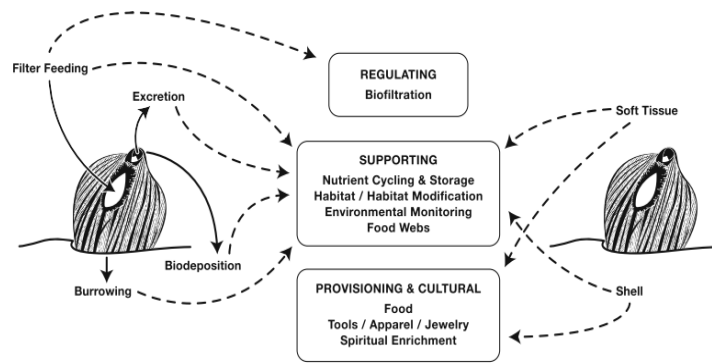 Filter Feeding
Excretion
Biodeposition
Burrowing
REGULATING
Biofiltration
SUPPORTING
Nutrient Cycling & Storage
Habitat / Habitat Modification
Environmental Monitoring
Food Webs
PROVISIONING & CULTURAL
Food
Tools / Apparel / Jewelry
Spiritual Enrichment
Soft Tissue
Shell